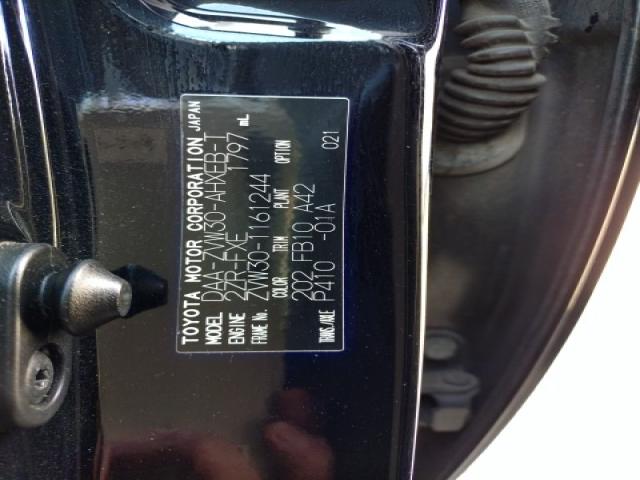 TOYOTA MOTOR CORPORATION JAPAN
MODEL DAA-ZVW30-AHXEB-T
ENGINE 2ZR-FXE 1797 mL
FRAME No. ZVW30-1161244
COLOR TRIM PLANT OPTION
202 FB10 A42
TRANS/AXLE P410 -01A 021